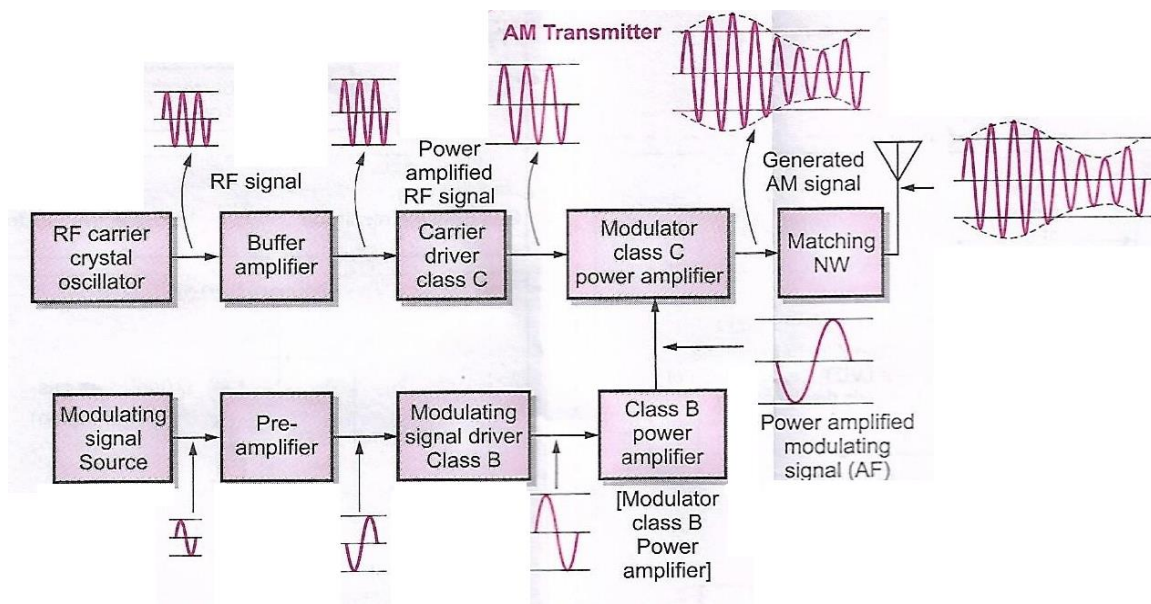 AM Transmitter
RF signal
Power
amplified
RF signal
Generated
AM signal
RF carrier
crystal
oscillator
Buffer
amplifier
Carrier
driver
class C
Modulator
class C
power amplifier
Matching
NW
Modulating
signal
Source
Pre-
amplifier
Modulating
signal driver
Class B
Class B
power
amplifier
Power amplified
modulating
signal (AF)
[Modulator
class B
Power
amplifier]